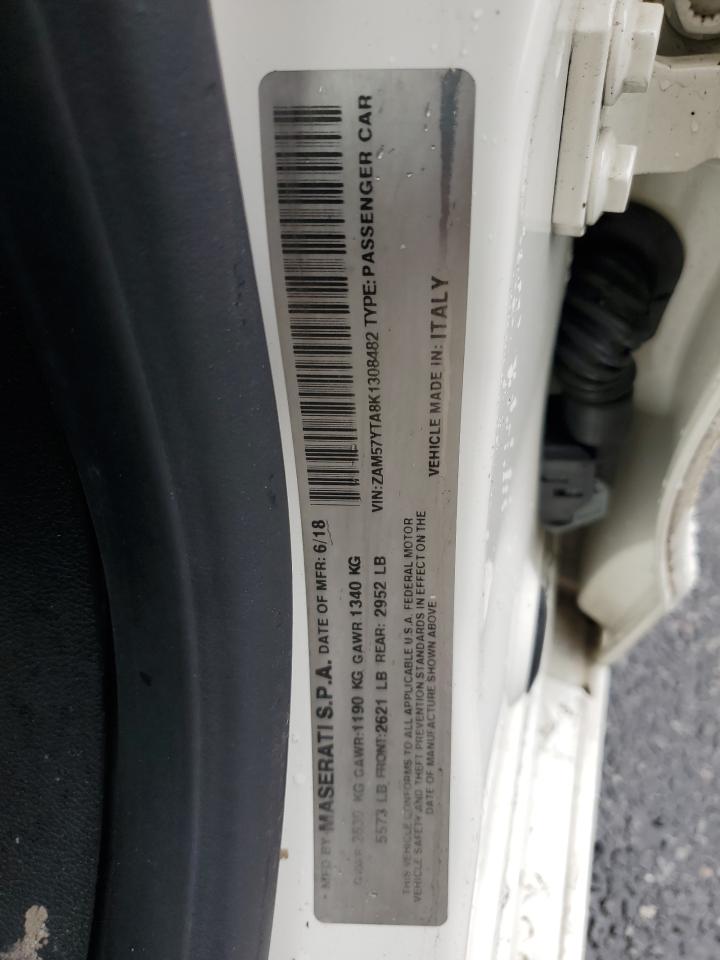 MFD BY: MASERATI S.P.A. DATE OF MFR: 6/18
GVWR 2530 KG GAWR:1190 KG GAWR 1340 KG
5573 LB FRONT:2621 LB REAR: 2952 LB
VIN:ZAM57YTA8K1308482 TYPE:PASSENGER CAR
THIS VEHICLE CONFORMS TO ALL APPLICABLE U.S.A. FEDERAL MOTOR
VEHICLE SAFETY AND THEFT PREVENTION STANDARDS IN EFFECT ON THE
DATE OF MANUFACTURE SHOWN ABOVE
VEHICLE MADE IN: ITALY